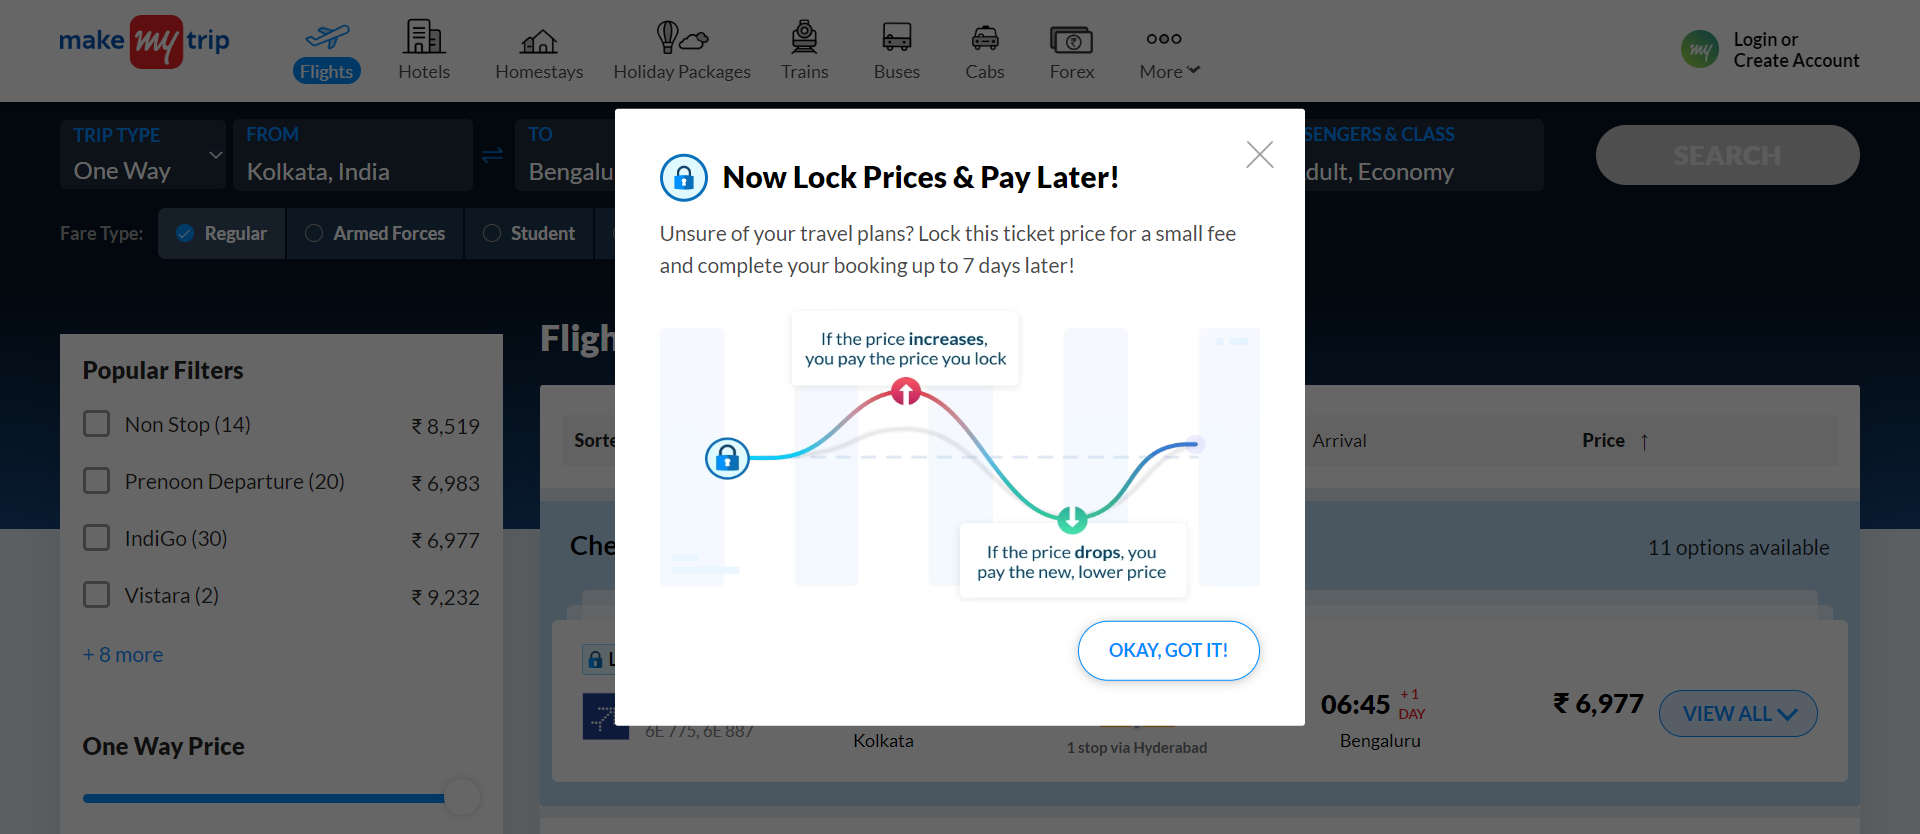 make my trip
Flights
Hotels
Homestays
Holiday Packages
Trains
Buses
Cabs
Forex
More
my
Login or
Create Account
TRIP TYPE
One Way
FROM
Kolkata, India
TO
Bengalu
SENGERS & CLASS
dult, Economy
SEARCH
Fare Type:
Regular
Armed Forces
Student
Now Lock Prices & Pay Later!
Unsure of your travel plans? Lock this ticket price for a small fee
and complete your booking up to 7 days later!
If the price increases,
you pay the price you lock
If the price drops, you
pay the new, lower price
OKAY, GOT IT!
Popular Filters
Non Stop (14) ₹ 8,519
Prenoon Departure (20) ₹ 6,983
IndiGo (30) ₹ 6,977
Vistara (2) ₹ 9,232
+ 8 more
One Way Price
Fligh
Sorte
Arrival
Price ↑
Che
11 options available
L
6E 775, 6E 887
Kolkata
1 stop via Hyderabad
06:45 +1
DAY
Bengaluru
₹ 6,977
VIEW ALL